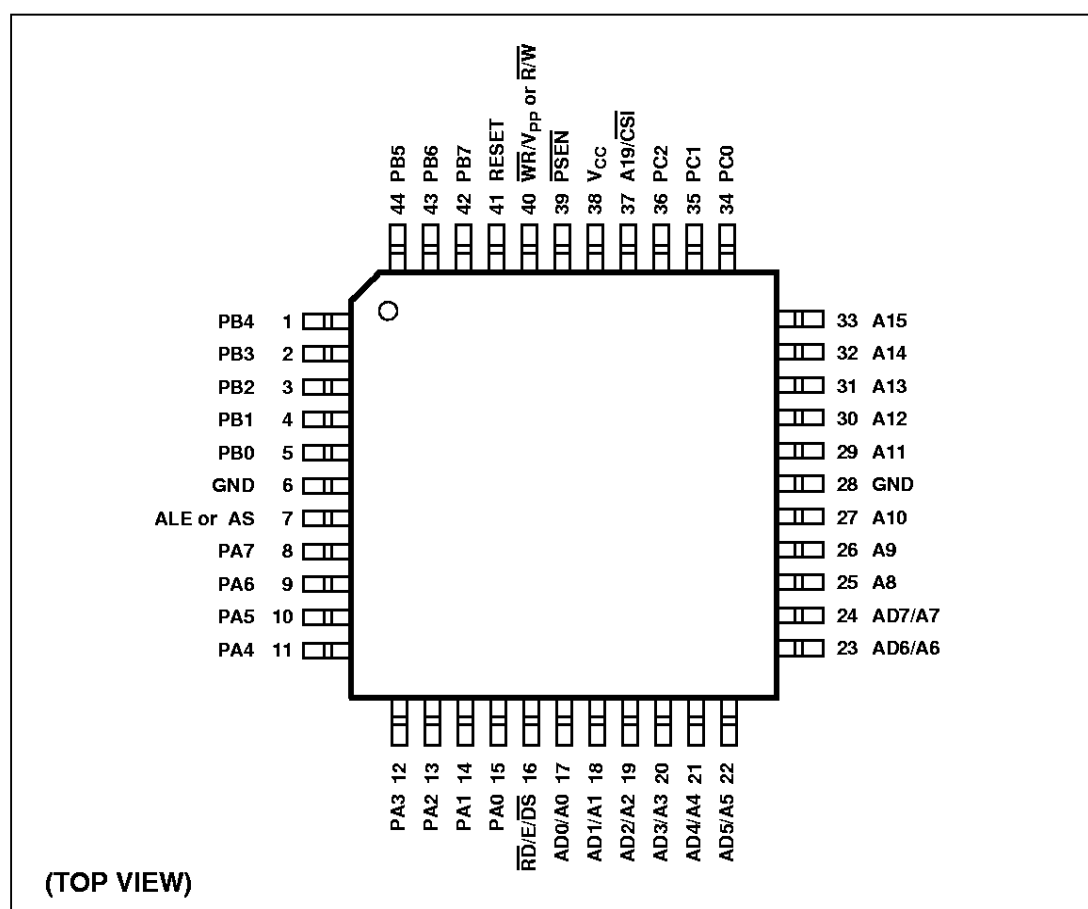 44 PB5
43 PB6
42 PB7
41 RESET
40 W̅R̅/VPP or R̅/̅W̅
39 P̅S̅E̅N̅
38 VCC
37 A19/C̅S̅I̅
36 PC2
35 PC1
34 PC0
PB4 1
PB3 2
PB2 3
PB1 4
PB0 5
GND 6
ALE or AS 7
PA7 8
PA6 9
PA5 10
PA4 11
33 A15
32 A14
31 A13
30 A12
29 A11
28 GND
27 A10
26 A9
25 A8
24 AD7/A7
23 AD6/A6
PA3 12
PA2 13
PA1 14
PA0 15
R̅D̅/E/D̅S̅ 16
AD0/A0 17
AD1/A1 18
AD2/A2 19
AD3/A3 20
AD4/A4 21
AD5/A5 22
(TOP VIEW)